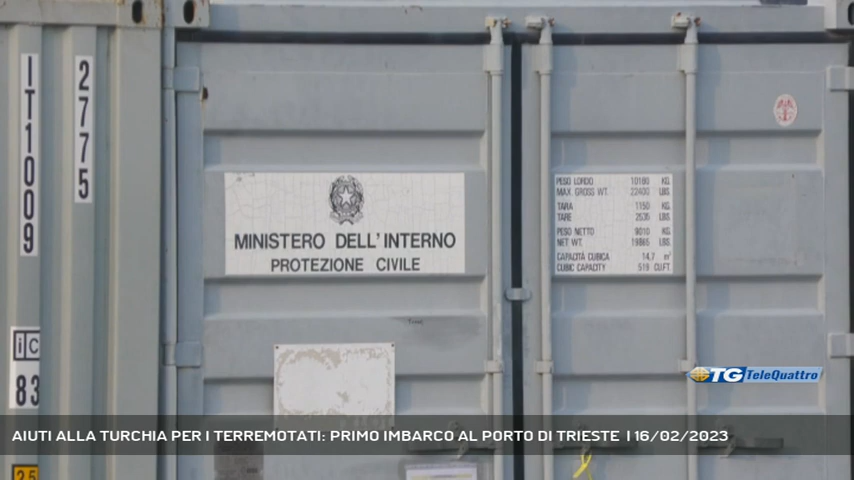 IT1009
2775
MINISTERO DELL'INTERNO
PROTEZIONE CIVILE
PESO LORDO 10180 KG.
MAX. GROSS WT. 22400 LBS.
TARA 1150 KG.
TARE 2535 LBS.
PESO NETTO 9010 KG.
NET WT. 19865 LBS.
CAPACITÀ CUBICA 14,7 m³
CUBIC CAPACITY 519 CU.FT.
ic
83
TG TeleQuattro
AIUTI ALLA TURCHIA PER I TERREMOTATI: PRIMO IMBARCO AL PORTO DI TRIESTE | 16/02/2023
25